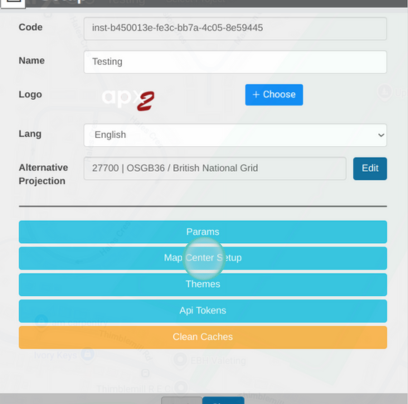 Code
inst-b450013e-fe3c-bb7a-4c05-8e59445
Name
Testing
Logo
apx2
+ Choose
Lang
English
Alternative
Projection
27700 | OSGB36 / British National Grid
Edit
Params
Map Center Setup
Themes
Api Tokens
Clean Caches